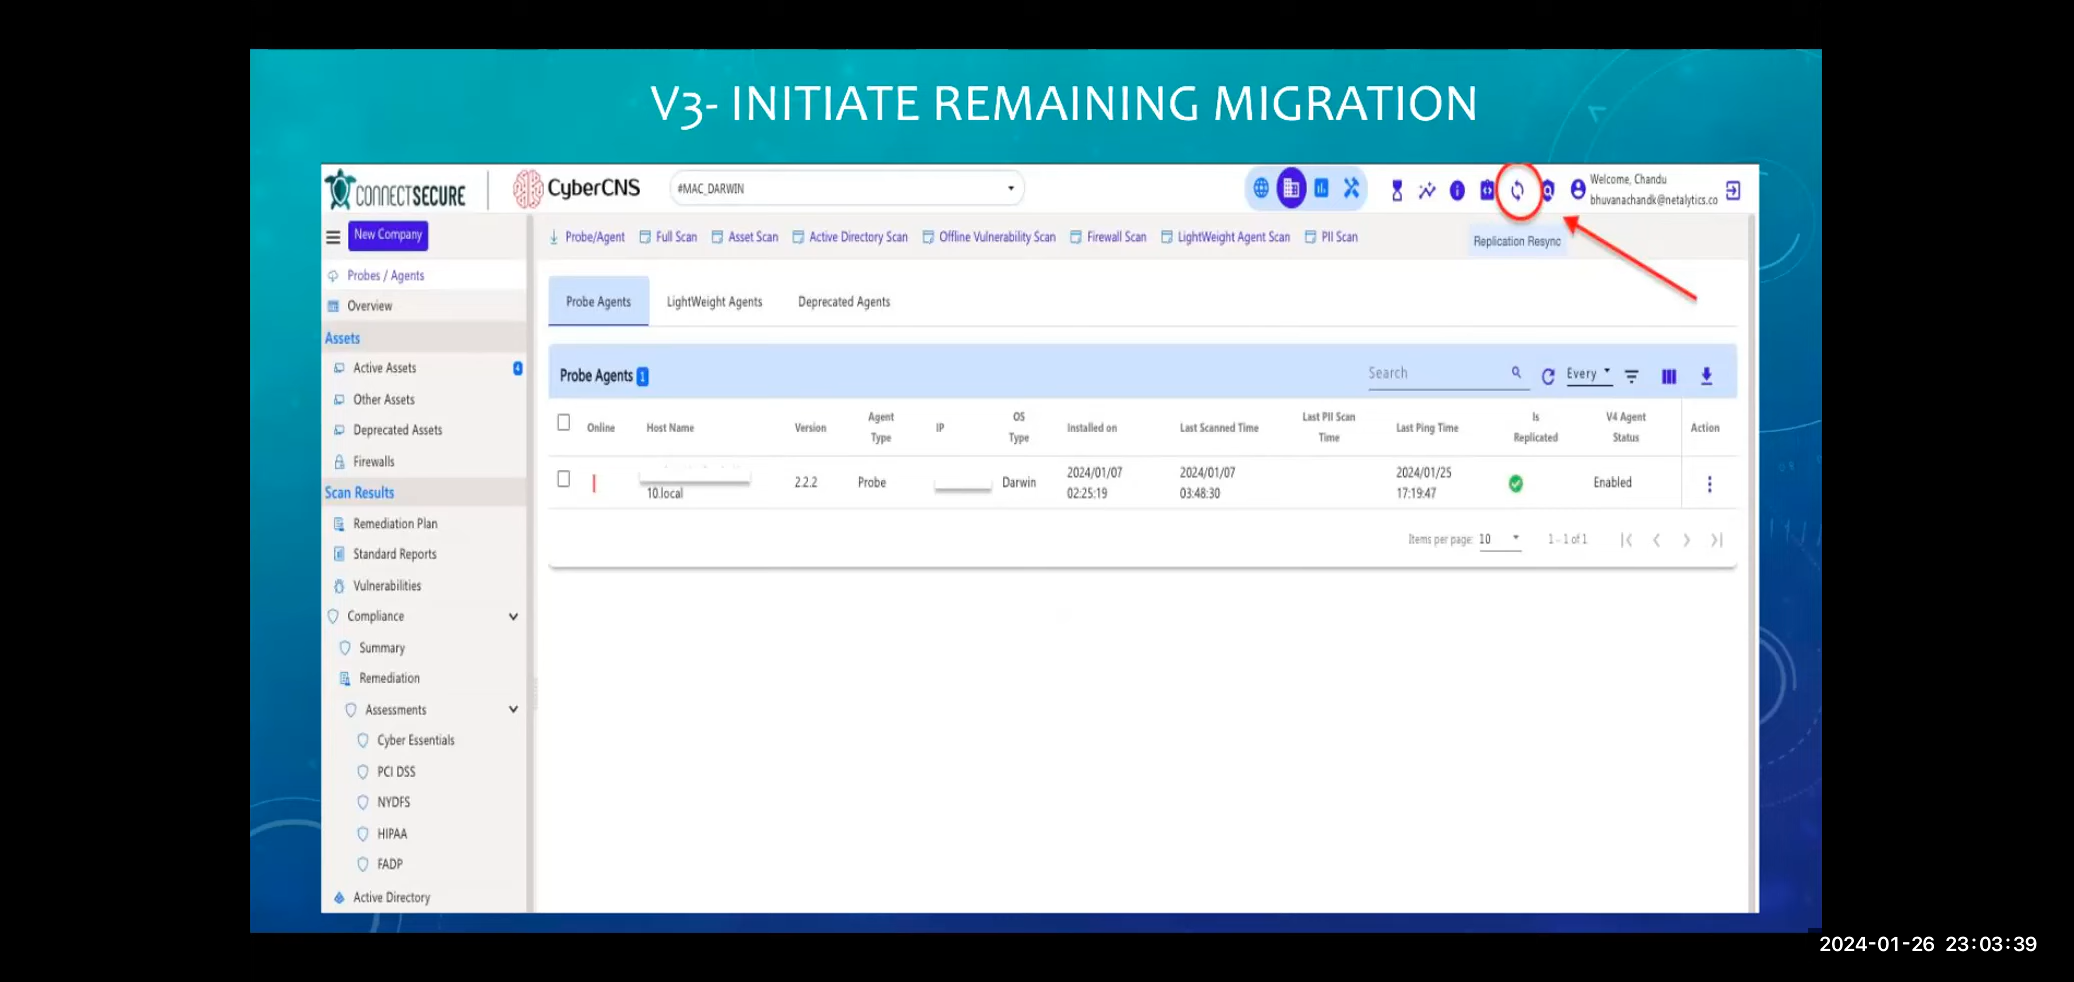 V3- INITIATE REMAINING MIGRATION
CONNECTSECURE
CyberCNS
#MAC_DARWIN
Welcome, Chandu
bhuvanachandk@netalytics.co
New Company
Probe/Agent Full Scan Asset Scan Active Directory Scan Offline Vulnerability Scan Firewall Scan LightWeight Agent Scan PII Scan
Replication Resync
Probes / Agents
Overview
Assets
Active Assets 4
Other Assets
Deprecated Assets
Firewalls
Scan Results
Remediation Plan
Standard Reports
Vulnerabilities
Compliance
Summary
Remediation
Assessments
Cyber Essentials
PCI DSS
NYDFS
HIPAA
FADP
Active Directory
Probe Agents LightWeight Agents Deprecated Agents
Probe Agents 1
Search
Every
Online Host Name Version Agent Type IP OS Type Installed on Last Scanned Time Last PII Scan Time Last Ping Time Is Replicated V4 Agent Status Action
10.local 2.2.2 Probe Darwin 2024/01/07 02:25:19 2024/01/07 03:48:30 2024/01/25 17:19:47 Enabled
Items per page: 10 1 – 1 of 1
2024-01-26 23:03:39